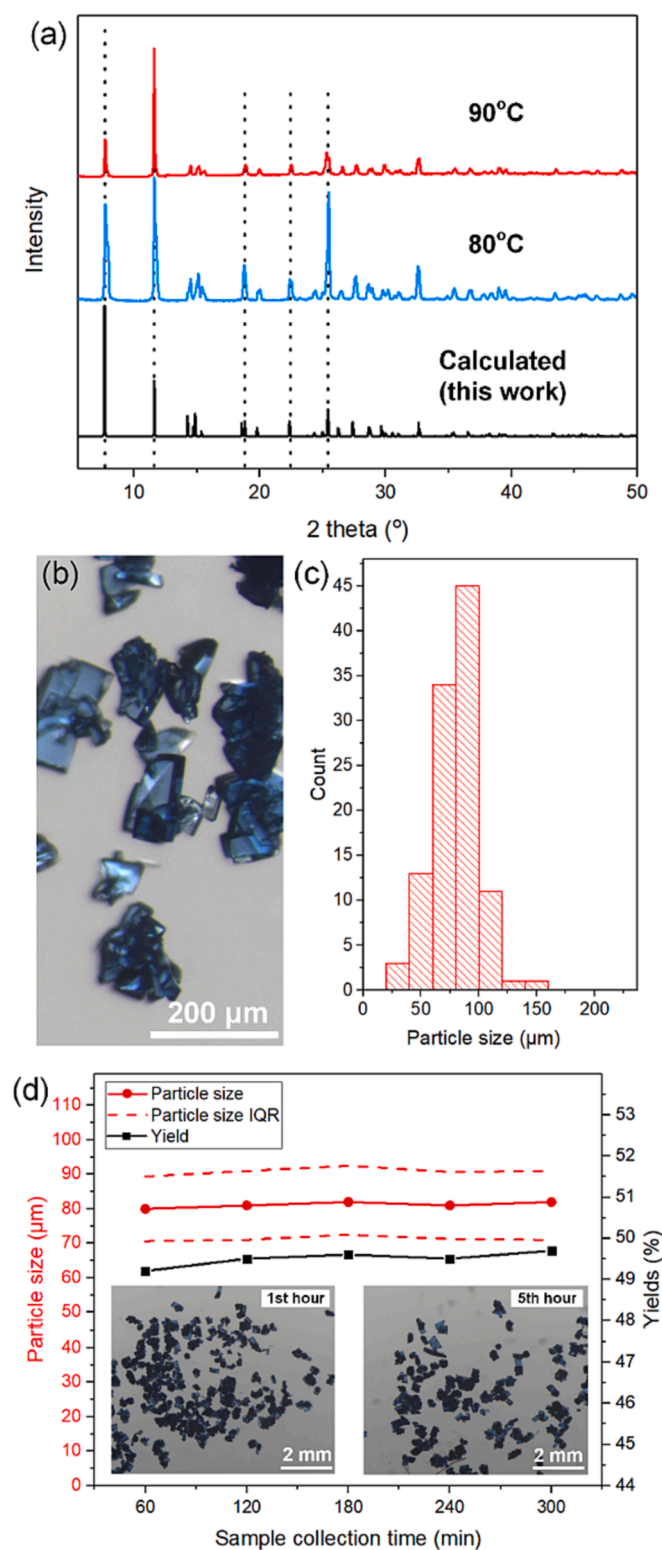 (a)
90°C
80°C
Calculated
(this work)
Intensity
10
20
30
40
50
2 theta (°)
(b)
200 µm
(c)
45
40
35
30
25
20
15
10
5
0
Count
0
50
100
150
200
Particle size (µm)
(d)
Particle size
Particle size IQR
Yield
110
100
90
80
70
60
50
40
30
20
10
0
Particle size (µm)
53
52
51
50
49
48
47
46
45
44
Yields (%)
1st hour
2 mm
5th hour
2 mm
60
120
180
240
300
Sample collection time (min)